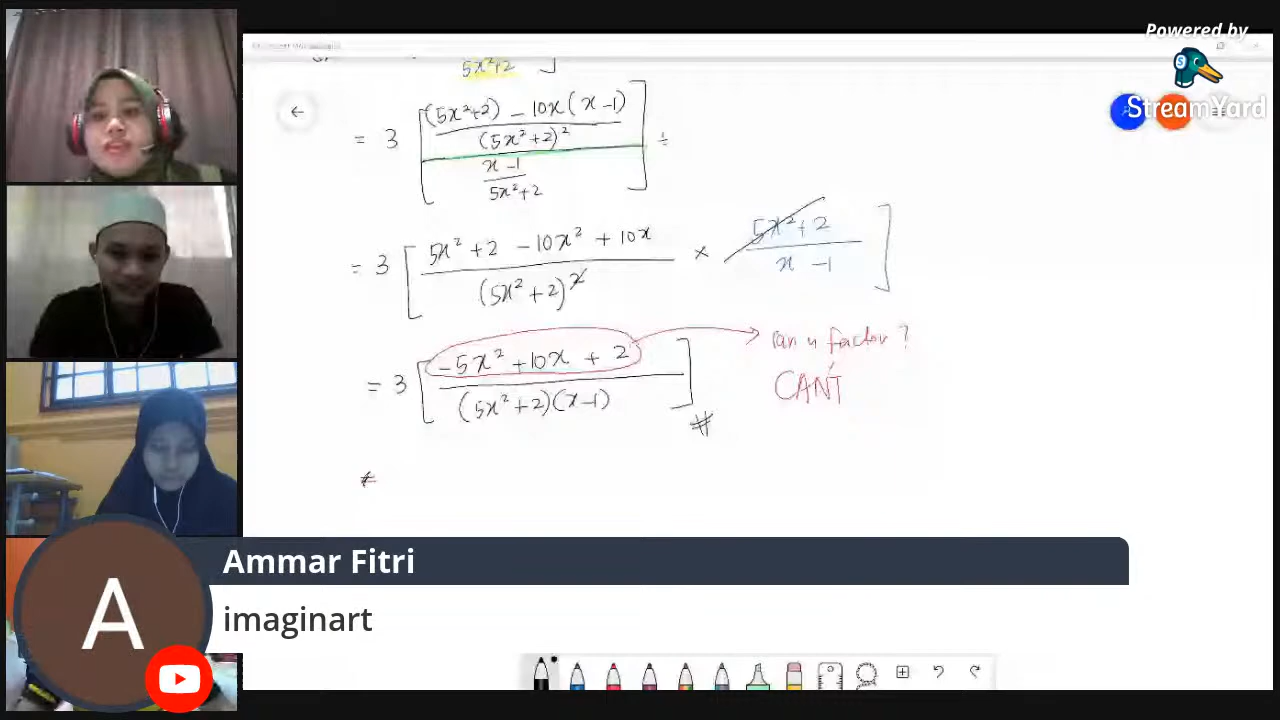 Powered by
StreamYard
5x²+2 ]
= 3 [ ((5x²+2) - 10x(x-1)) / (5x²+2)² ÷
x-1
5x²+2
= 3 [ (5x²+2 - 10x² + 10x) / (5x²+2)² × (5x²+2) / (x-1) ]
= 3 [ (-5x² + 10x + 2) / ((5x²+2)(x-1)) ] #
can u factor?
CANT
Ammar Fitri
A
imaginart